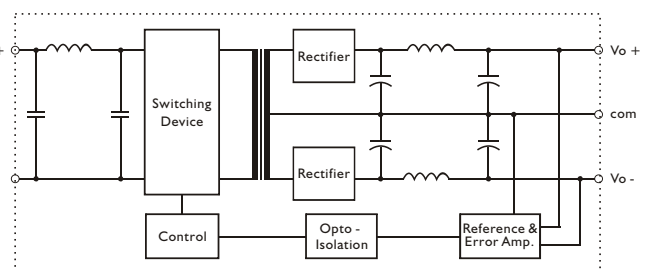 +
Rectifier
Vo +
Switching
Device
com
Rectifier
Vo -
Control
Opto -
Isolation
Reference &
Error Amp.